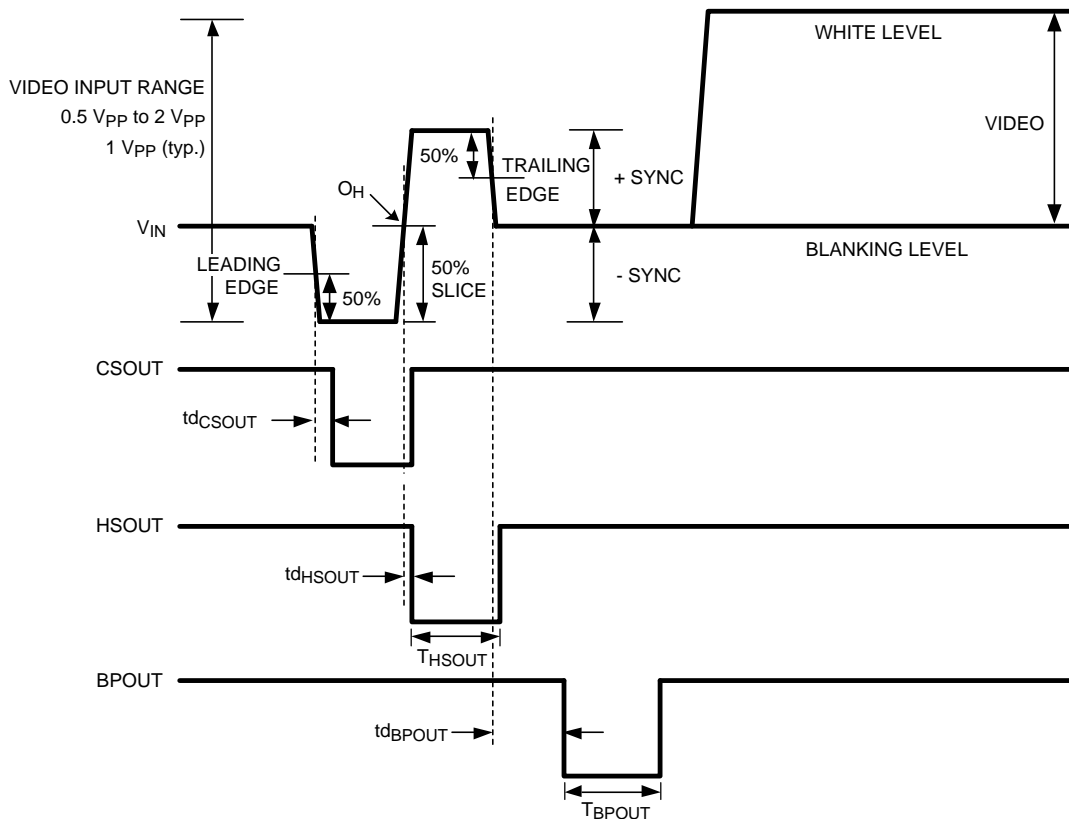 WHITE LEVEL
VIDEO INPUT RANGE
0.5 VPP to 2 VPP
1 VPP (typ.)
VIDEO
50%
TRAILING
EDGE
+ SYNC
OH
VIN
BLANKING LEVEL
LEADING
EDGE
50%
50%
SLICE
- SYNC
CSOUT
tdCSOUT
HSOUT
tdHSOUT
THSOUT
BPOUT
tdBPOUT
TBPOUT